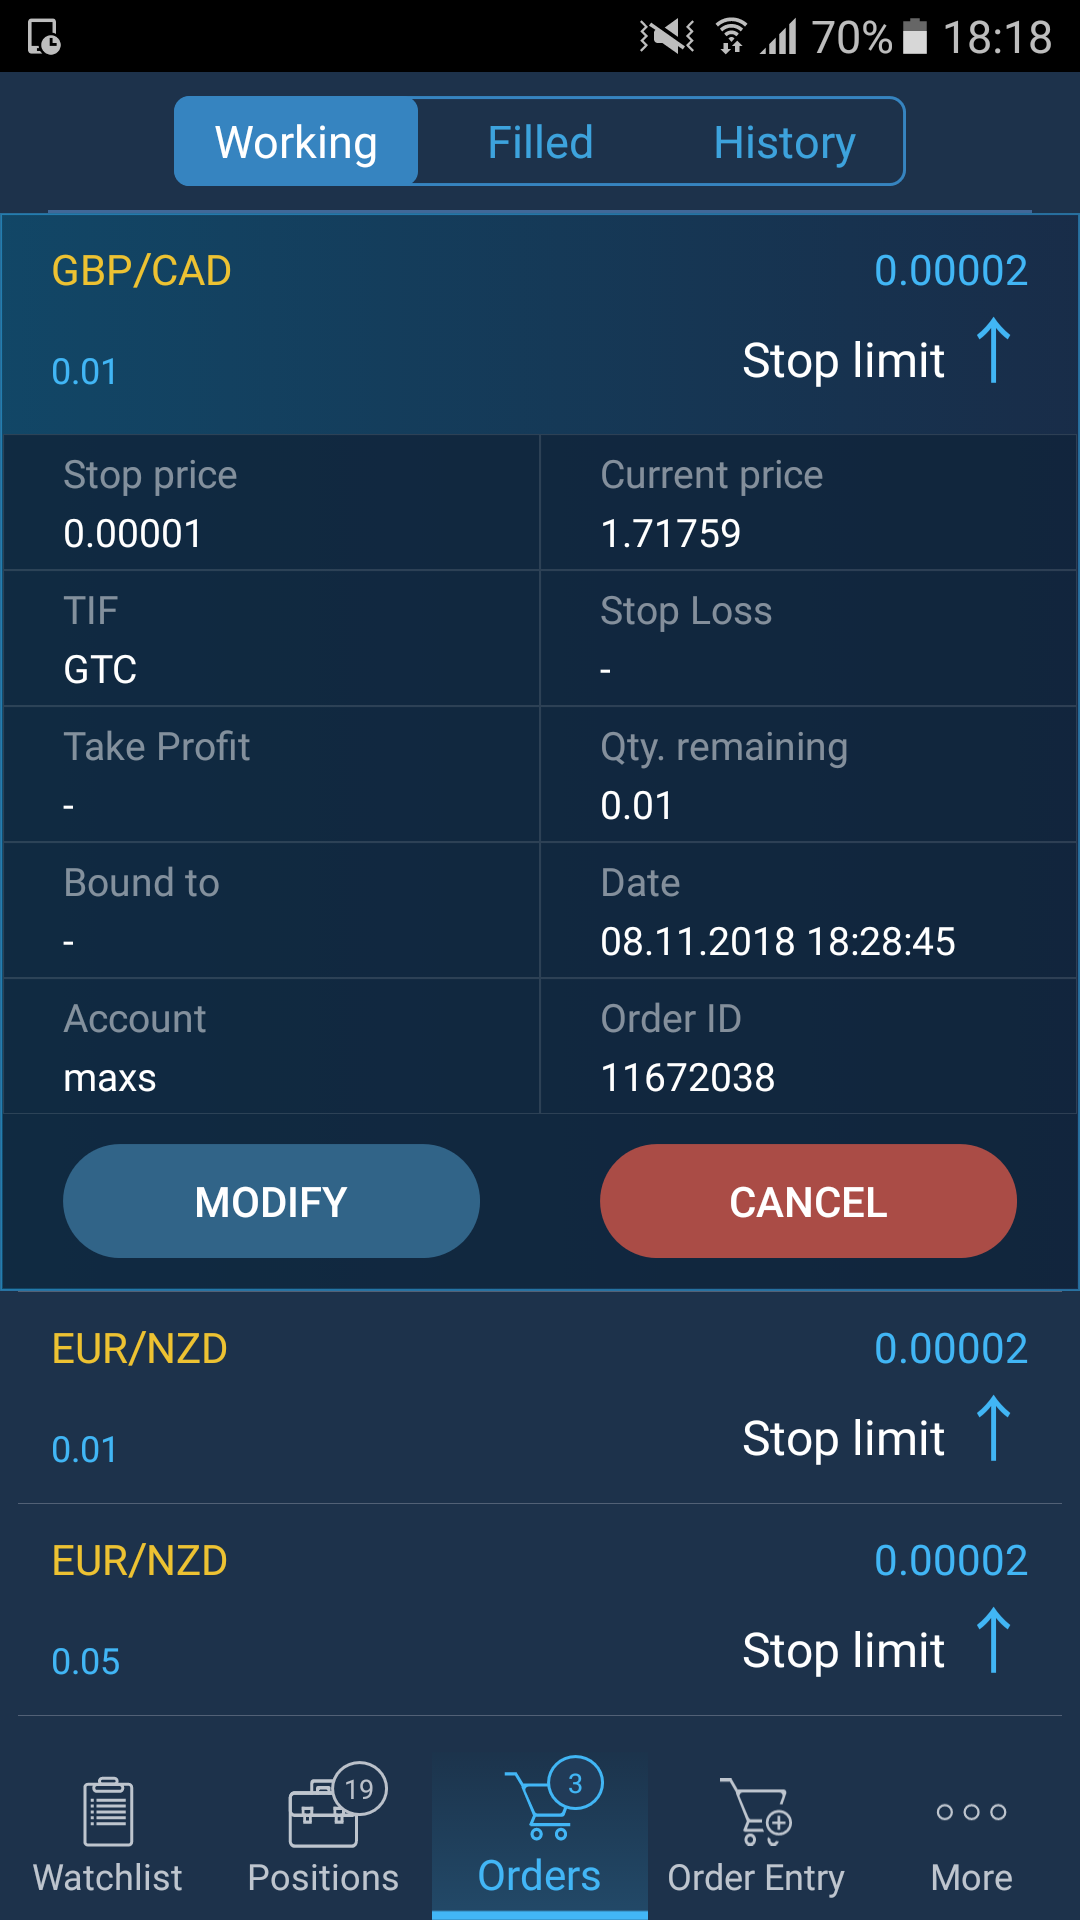 70% 18:18
Working Filled History
GBP/CAD 0.00002
0.01 Stop limit
Stop price Current price
0.00001 1.71759
TIF Stop Loss
GTC -
Take Profit Qty. remaining
- 0.01
Bound to Date
- 08.11.2018 18:28:45
Account Order ID
maxs 11672038
MODIFY CANCEL
EUR/NZD 0.00002
0.01 Stop limit
EUR/NZD 0.00002
0.05 Stop limit
19 3
Watchlist Positions Orders Order Entry More